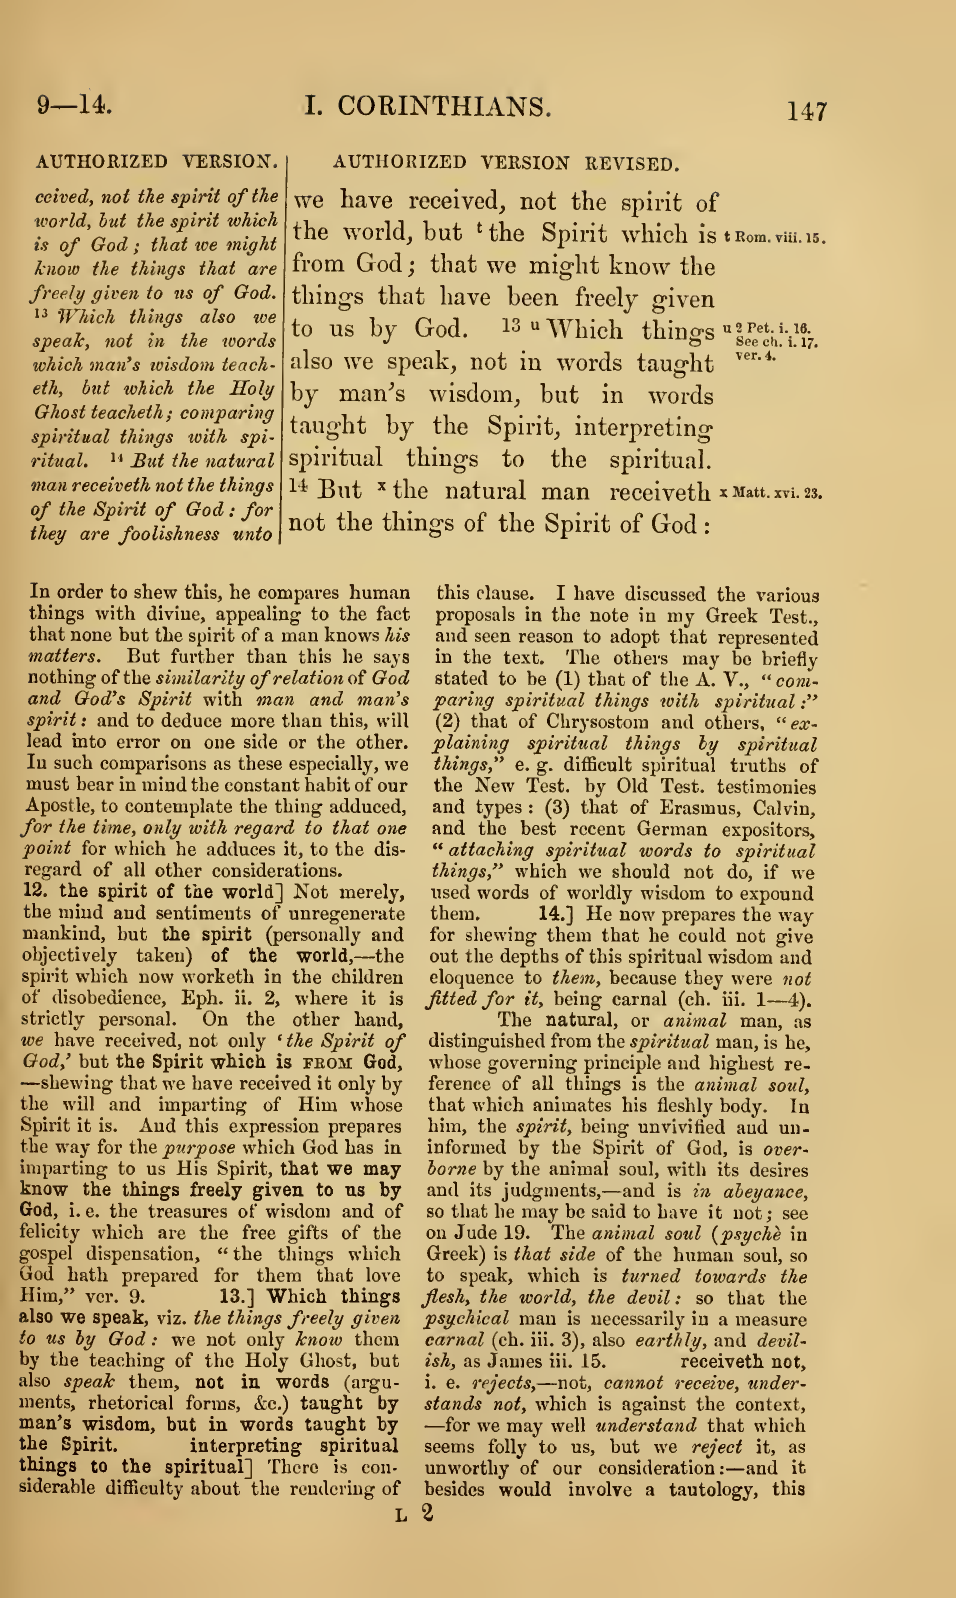 9—14.
I. CORINTHIANS.
147
AUTHORIZED VERSION.
ceived, not the spirit of the
world, but the spirit which
is of God; that we might
know the things that are
freely given to us of God.
13 Which things also we
speak, not in the words
which man's wisdom teach-
eth, but which the Holy
Ghost teacheth; comparing
spiritual things with spi-
ritual. 14 But the natural
man receiveth not the things
of the Spirit of God: for
they are foolishness unto
AUTHORIZED VERSION REVISED.
we have received, not the spirit of
the world, but t the Spirit which is
from God; that we might know the
things that have been freely given
to us by God. 13 u Which things
also we speak, not in words taught
by man's wisdom, but in words
taught by the Spirit, interpreting
spiritual things to the spiritual.
14 But x the natural man receiveth
not the things of the Spirit of God:
t Rom. viii. 15.
u 2 Pet. i. 16.
See ch. i. 17.
ver. 4.
x Matt. xvi. 23.
In order to shew this, he compares human
things with divine, appealing to the fact
that none but the spirit of a man knows his
matters. But further than this he says
nothing of the similarity of relation of God
and God's Spirit with man and man's
spirit: and to deduce more than this, will
lead into error on one side or the other.
In such comparisons as these especially, we
must bear in mind the constant habit of our
Apostle, to contemplate the thing adduced,
for the time, only with regard to that one
point for which he adduces it, to the dis-
regard of all other considerations.
12. the spirit of the world] Not merely,
the mind and sentiments of unregenerate
mankind, but the spirit (personally and
objectively taken) of the world,—the
spirit which now worketh in the children
of disobedience, Eph. ii. 2, where it is
strictly personal. On the other hand,
we have received, not only 'the Spirit of
God,' but the Spirit which is FROM God,
—shewing that we have received it only by
the will and imparting of Him whose
Spirit it is. And this expression prepares
the way for the purpose which God has in
imparting to us His Spirit, that we may
know the things freely given to us by
God, i. e. the treasures of wisdom and of
felicity which are the free gifts of the
gospel dispensation, "the things which
God hath prepared for them that love
Him," ver. 9. 13.] Which things
also we speak, viz. the things freely given
to us by God: we not only know them
by the teaching of the Holy Ghost, but
also speak them, not in words (argu-
ments, rhetorical forms, &c.) taught by
man's wisdom, but in words taught by
the Spirit. interpreting spiritual
things to the spiritual] There is con-
siderable difficulty about the rendering of
this clause. I have discussed the various
proposals in the note in my Greek Test.,
and seen reason to adopt that represented
in the text. The others may be briefly
stated to be (1) that of the A. V., "com-
paring spiritual things with spiritual:"
(2) that of Chrysostom and others, "ex-
plaining spiritual things by spiritual
things," e. g. difficult spiritual truths of
the New Test. by Old Test. testimonies
and types: (3) that of Erasmus, Calvin,
and the best recent German expositors,
"attaching spiritual words to spiritual
things," which we should not do, if we
used words of worldly wisdom to expound
them. 14.] He now prepares the way
for shewing them that he could not give
out the depths of this spiritual wisdom and
eloquence to them, because they were not
fitted for it, being carnal (ch. iii. 1—4).
The natural, or animal man, as
distinguished from the spiritual man, is he,
whose governing principle and highest re-
ference of all things is the animal soul,
that which animates his fleshly body. In
him, the spirit, being unvivified and un-
informed by the Spirit of God, is over-
borne by the animal soul, with its desires
and its judgments,—and is in abeyance,
so that he may be said to have it not; see
on Jude 19. The animal soul (psychè in
Greek) is that side of the human soul, so
to speak, which is turned towards the
flesh, the world, the devil: so that the
psychical man is necessarily in a measure
carnal (ch. iii. 3), also earthly, and devil-
ish, as James iii. 15. receiveth not,
i. e. rejects,—not, cannot receive, under-
stands not, which is against the context,
—for we may well understand that which
seems folly to us, but we reject it, as
unworthy of our consideration:—and it
besides would involve a tautology, this
L 2